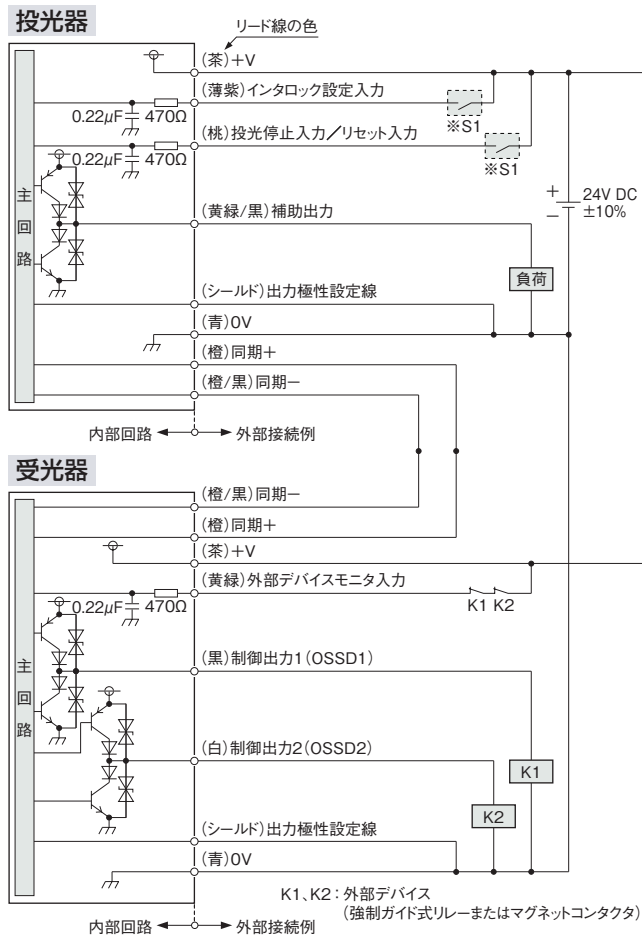 投光器
リード線の色
(茶)+V
(薄紫)インタロック設定入力
0.22μF 470Ω
※S1
(桃)投光停止入力/リセット入力
0.22μF 470Ω
※S1
主回路
+
−
24V DC
±10%
(黄緑/黒)補助出力
負荷
(シールド)出力極性設定線
(青)0V
(橙)同期+
(橙/黒)同期−
内部回路 外部接続例
受光器
(橙/黒)同期−
(橙)同期+
(茶)+V
(黄緑)外部デバイスモニタ入力
0.22μF 470Ω
K1 K2
主回路
(黒)制御出力1(OSSD1)
(白)制御出力2(OSSD2)
K1
K2
(シールド)出力極性設定線
(青)0V
K1、K2:外部デバイス
(強制ガイド式リレーまたはマグネットコンタクタ)
内部回路 外部接続例